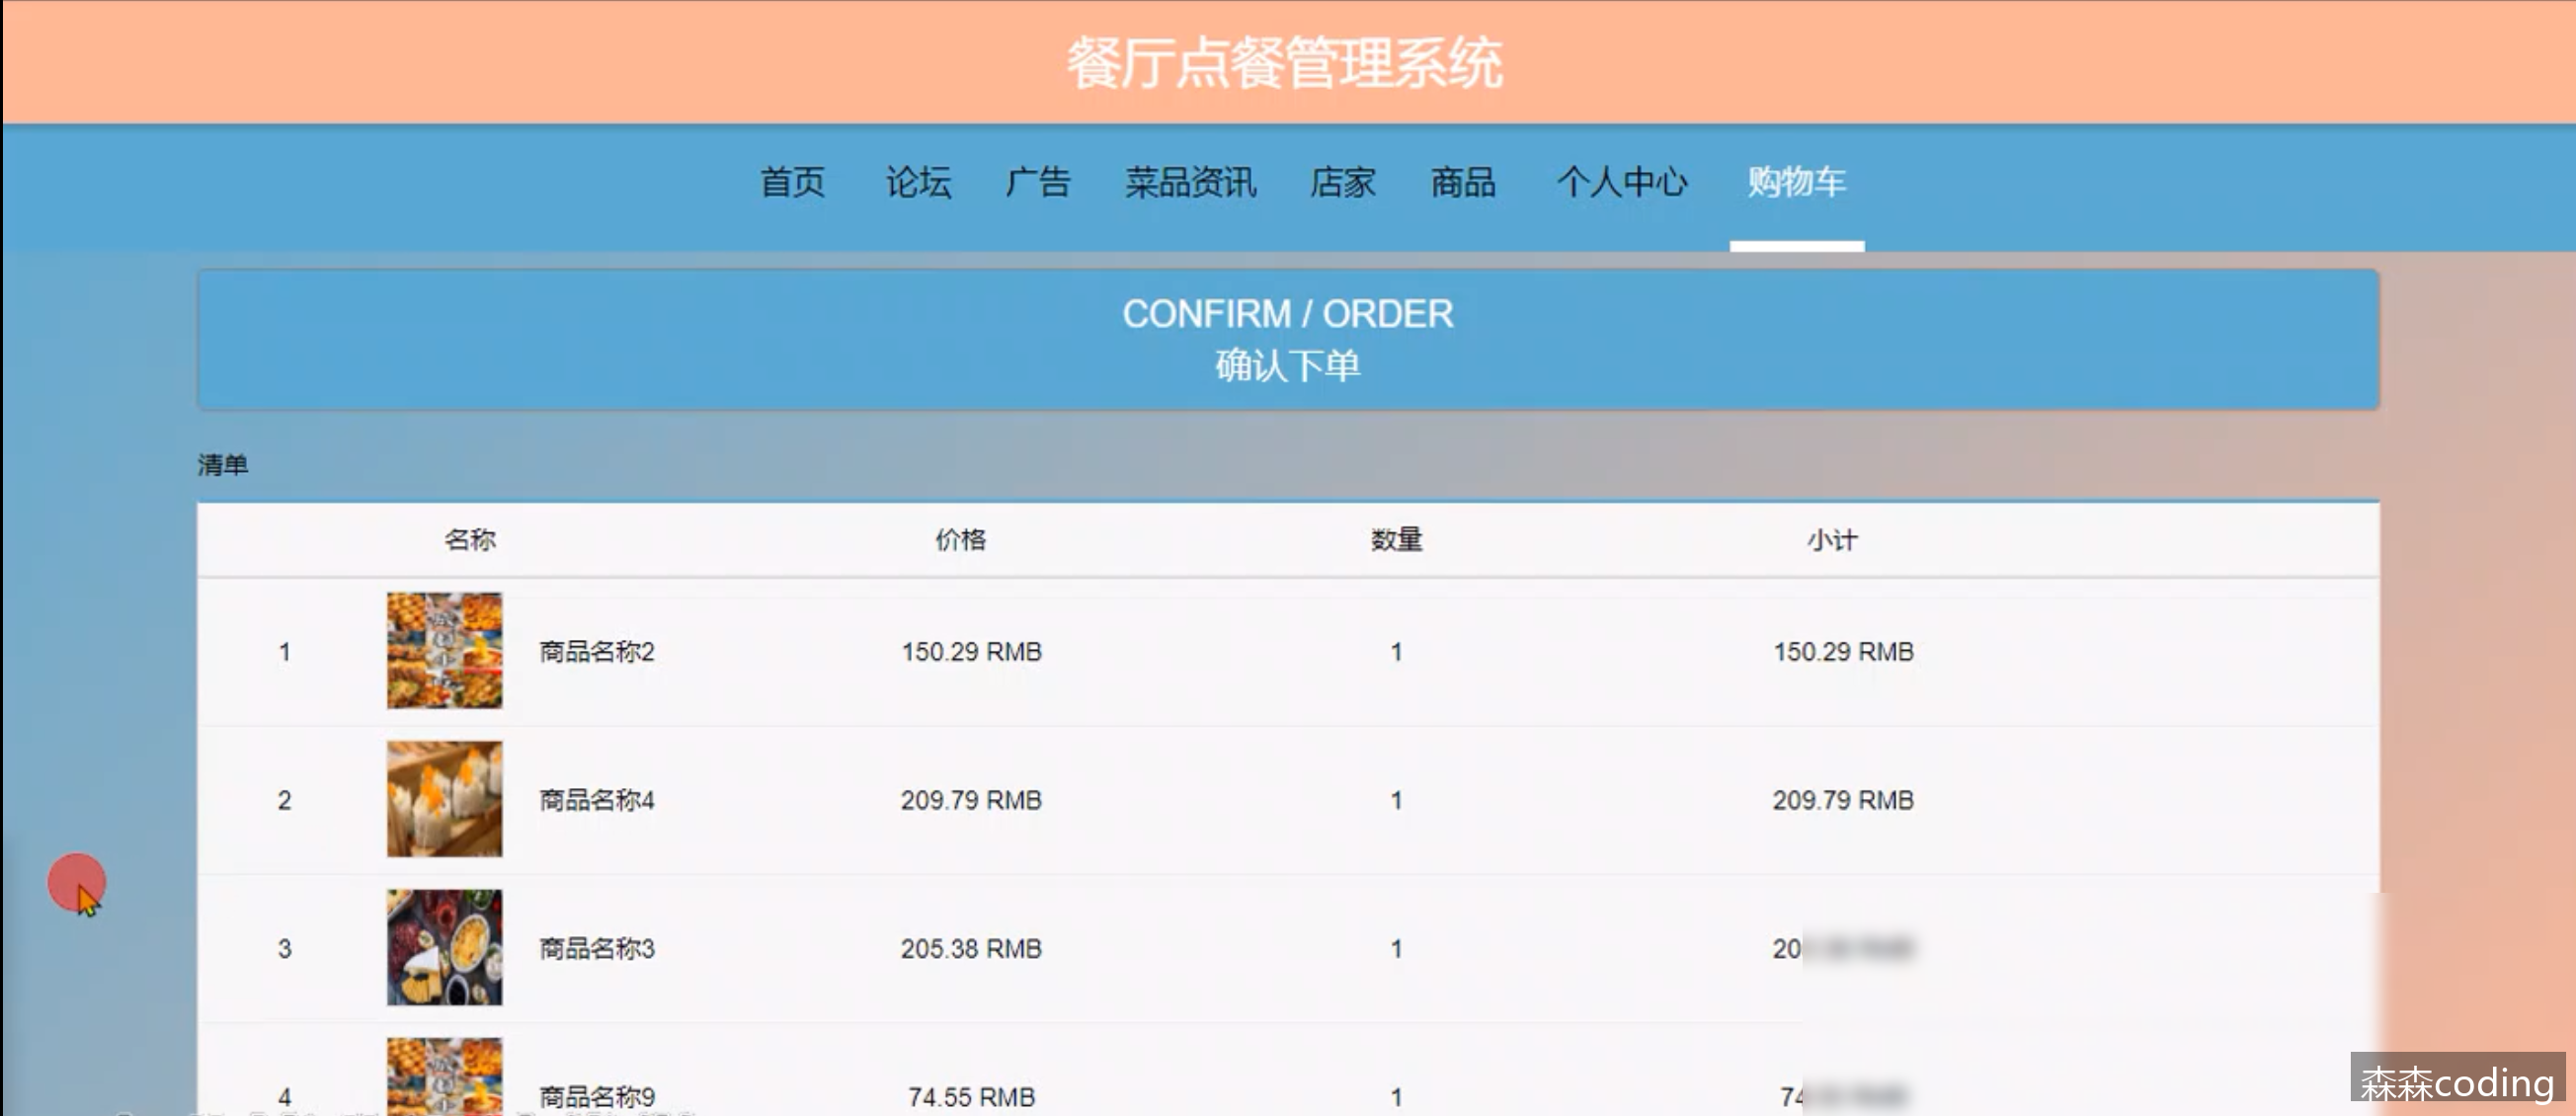 餐厅点餐管理系统
首页 论坛 广告 菜品资讯 店家 商品 个人中心 购物车
CONFIRM / ORDER
确认下单
清单
名称 价格 数量 小计
1 商品名称2 150.29 RMB 1 150.29 RMB
2 商品名称4 209.79 RMB 1 209.79 RMB
3 商品名称3 205.38 RMB 1 20
4 商品名称9 74.55 RMB 1 74
森森coding